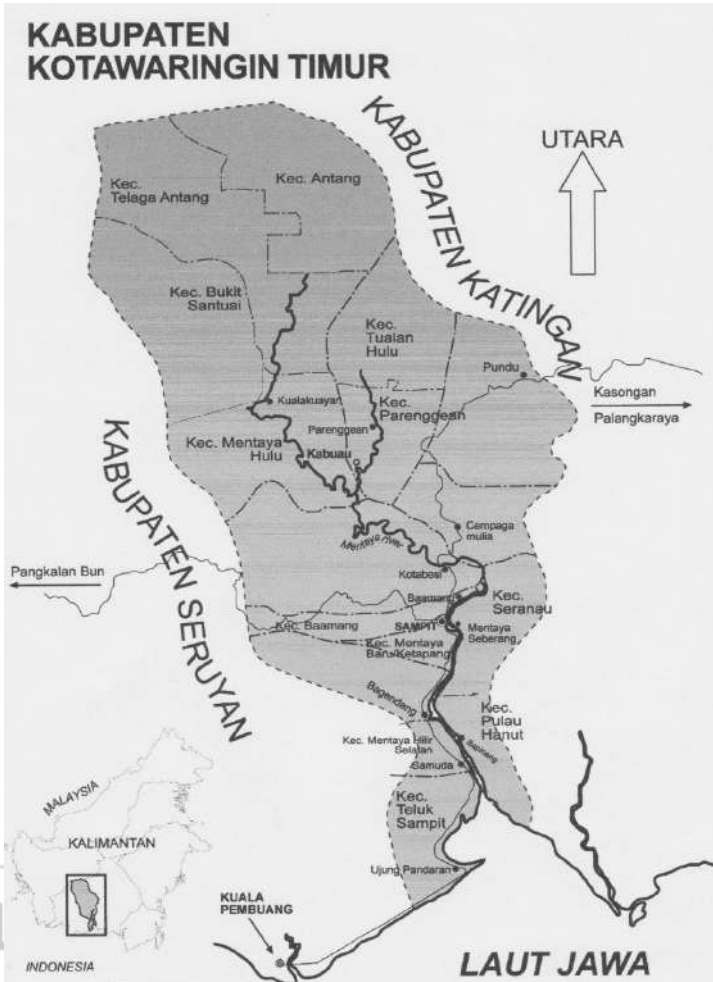 KABUPATEN
KOTAWARINGIN TIMUR
KABUPATEN KATINGAN
UTARA
Kec.
Telaga Antang
Kec. Antang
Kec. Bukit
Santusi
Kec.
Tualan
Hulu
Pundu
Kasongan
Palangkaraya
Kualakuayan
Kec.
Parenggean
Parenggean
Kec. Mentaya
Hulu
Kabuau
KABUPATEN SERUYAN
Cempaga
mulia
Mentaya river
Pangkalan Bun
Kotabesi
Baamang
Kec.
Seranau
Kec. Baamang
SAMPIT
Mentaya
Seberang
Kec. Mentaya
Baru/Ketapang
Bagendang
Kec.
Pulau
Hanut
Kec. Mentaya Hilir
Selatan
Bapinang
Samuda
Kec.
Teluk
Sampit
Ujung Pandaran
MALAYSIA
KALIMANTAN
INDONESIA
KUALA
PEMBUANG
LAUT JAWA